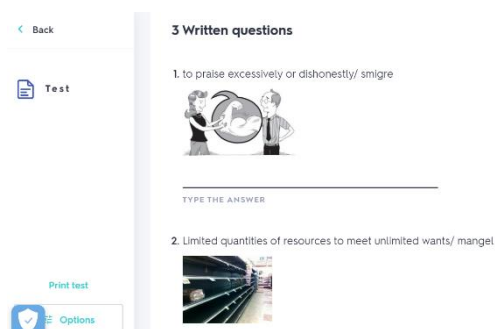 Back
Test
Print test
Options
3 Written questions
1. to praise excessively or dishonestly/ smigre
TYPE THE ANSWER
2. Limited quantities of resources to meet unlimited wants/ mangel